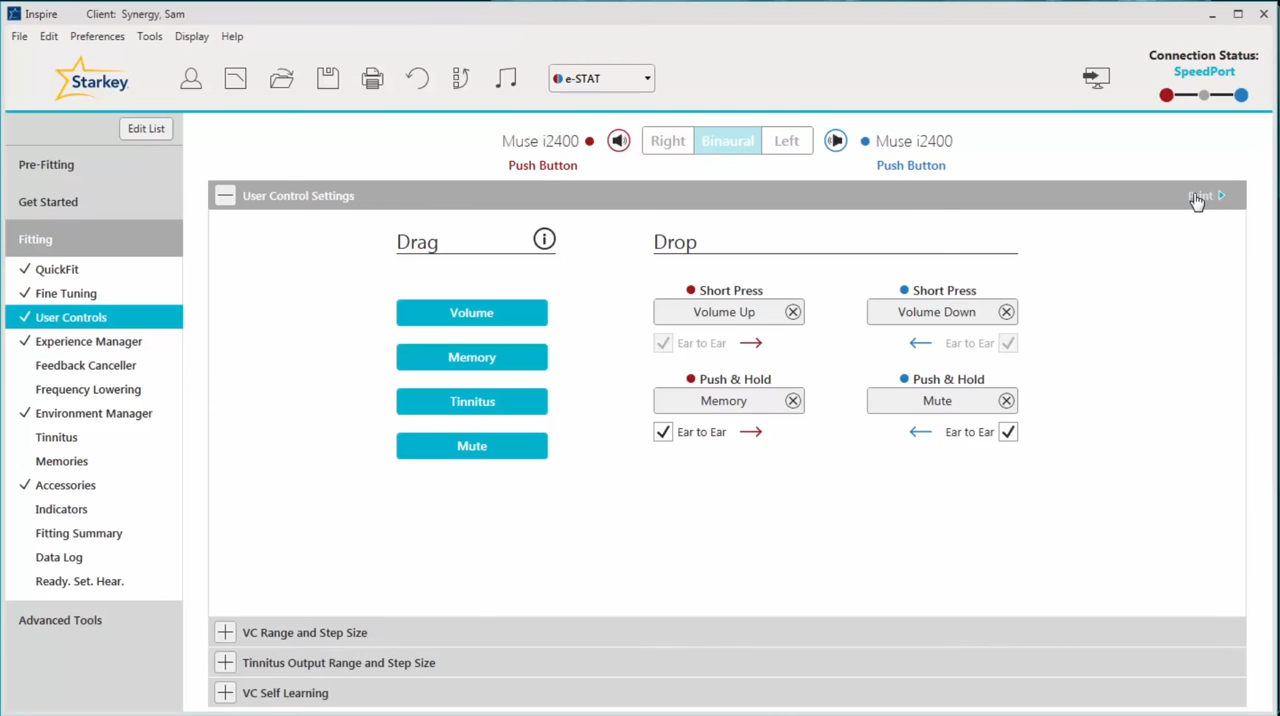 Inspire Client: Synergy, Sam
File Edit Preferences Tools Display Help
Starkey
e-STAT
Connection Status:
SpeedPort
Edit List
Pre-Fitting
Get Started
Fitting
QuickFit
Fine Tuning
User Controls
Experience Manager
Feedback Canceller
Frequency Lowering
Environment Manager
Tinnitus
Memories
Accessories
Indicators
Fitting Summary
Data Log
Ready. Set. Hear.
Advanced Tools
Muse i2400 Right Binaural Left Muse i2400
Push Button Push Button
User Control Settings Print
Drag Drop
Volume
Memory
Tinnitus
Mute
Short Press Short Press
Volume Up Volume Down
Ear to Ear Ear to Ear
Push & Hold Push & Hold
Memory Mute
Ear to Ear Ear to Ear
VC Range and Step Size
Tinnitus Output Range and Step Size
VC Self Learning